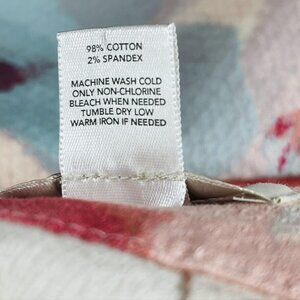 98% COTTON
2% SPANDEX
MACHINE WASH COLD
ONLY NON-CHLORINE
BLEACH WHEN NEEDED
TUMBLE DRY LOW
WARM IRON IF NEEDED